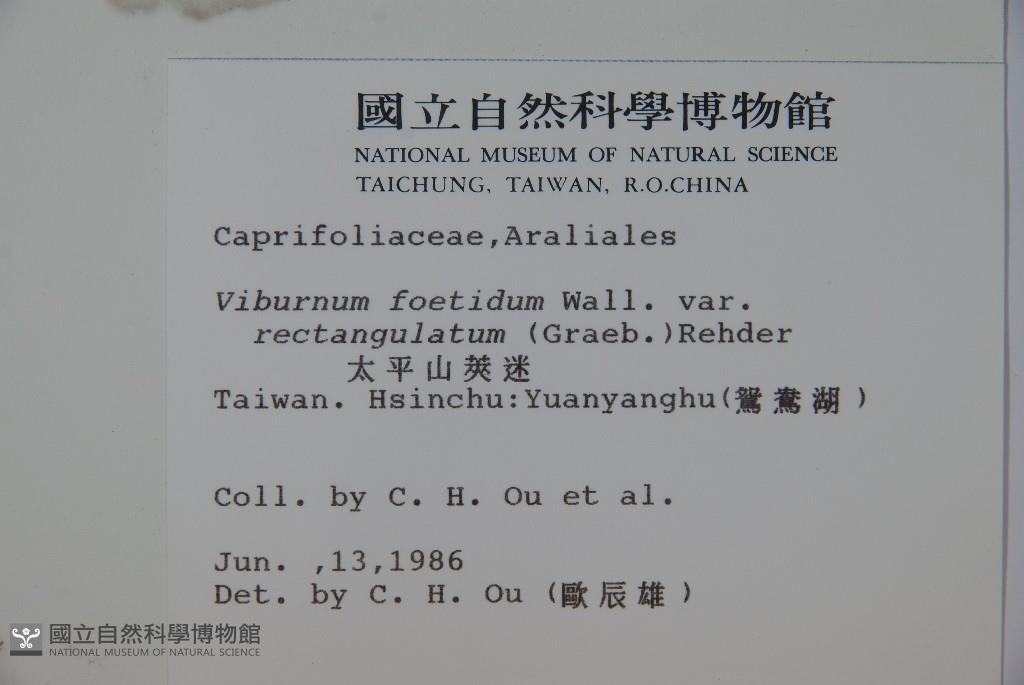 國立自然科學博物館
NATIONAL MUSEUM OF NATURAL SCIENCE
TAICHUNG, TAIWAN, R.O.CHINA
Caprifoliaceae,Araliales
Viburnum foetidum Wall. var.
rectangulatum (Graeb.)Rehder
太平山莢迷
Taiwan. Hsinchu:Yuanyanghu(鴛鴦湖)
Coll. by C. H. Ou et al.
Jun. ,13,1986
Det. by C. H. Ou (歐辰雄)
國立自然科學博物館
NATIONAL MUSEUM OF NATURAL SCIENCE